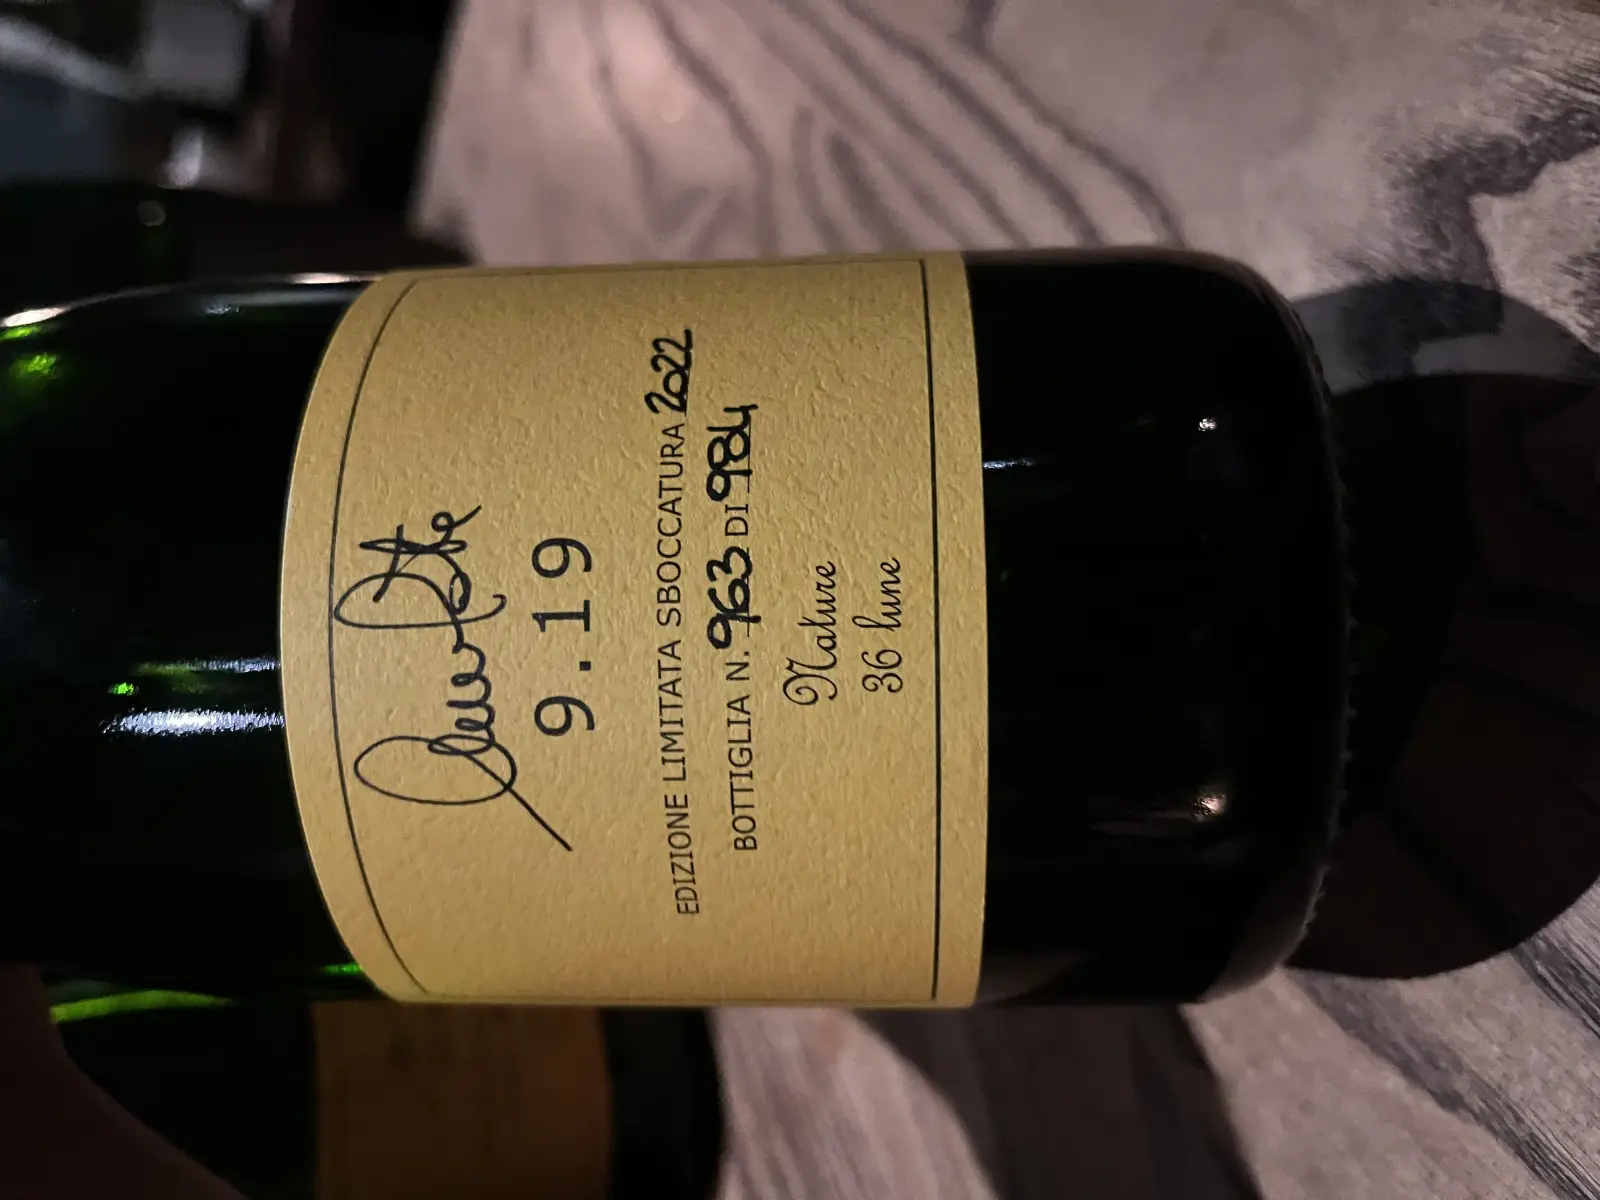 9.19
EDIZIONE LIMITATA SBOCCATURA 2022
BOTTIGLIA N. 963 DI 984
Nature
36 lune